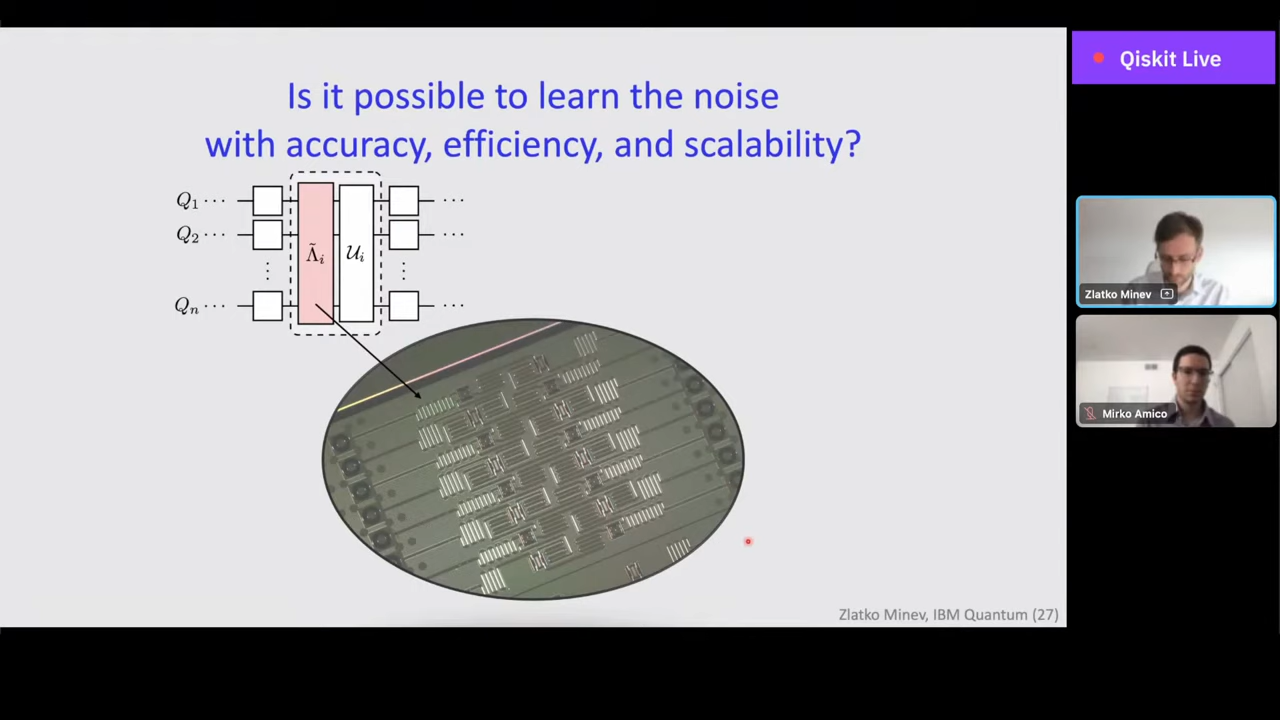 Is it possible to learn the noise
with accuracy, efficiency, and scalability?
Q₁ ··· ···
Q₂ ··· ···
Λ̃ᵢ 𝒰ᵢ
⋮ ⋮
Qₙ ··· ···
Zlatko Minev, IBM Quantum (27)
Qiskit Live
Zlatko Minev
Mirko Amico